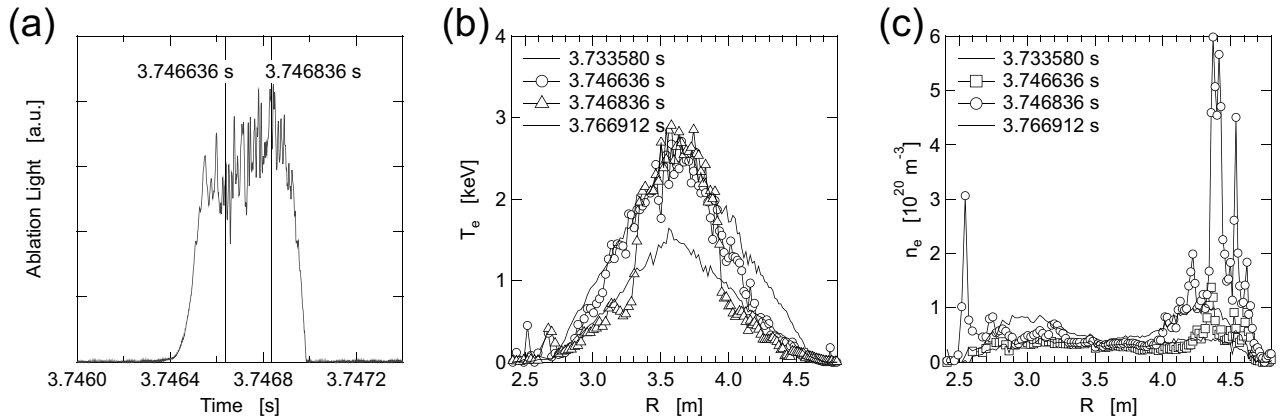 (a)
3.746636 s
3.746836 s
Ablation Light [a.u.]
3.7460
3.7464
3.7468
3.7472
Time [s]
(b)
4
3
2
1
0
T_e [keV]
3.733580 s
3.746636 s
3.746836 s
3.766912 s
2.5
3.0
3.5
4.0
4.5
R [m]
(c)
6
5
4
3
2
1
0
n_e [10^20 m^-3]
3.733580 s
3.746636 s
3.746836 s
3.766912 s
2.5
3.0
3.5
4.0
4.5
R [m]